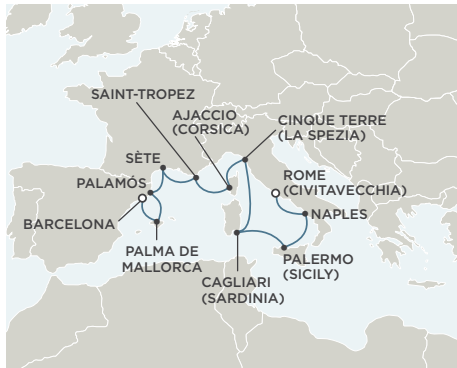 SAINT-TROPEZ
AJACCIO
(CORSICA)
CINQUE TERRE
(LA SPEZIA)
SÈTE
ROME
(CIVITAVECCHIA)
PALAMÓS
NAPLES
BARCELONA
PALMA DE
MALLORCA
PALERMO
(SICILY)
CAGLIARI
(SARDINIA)